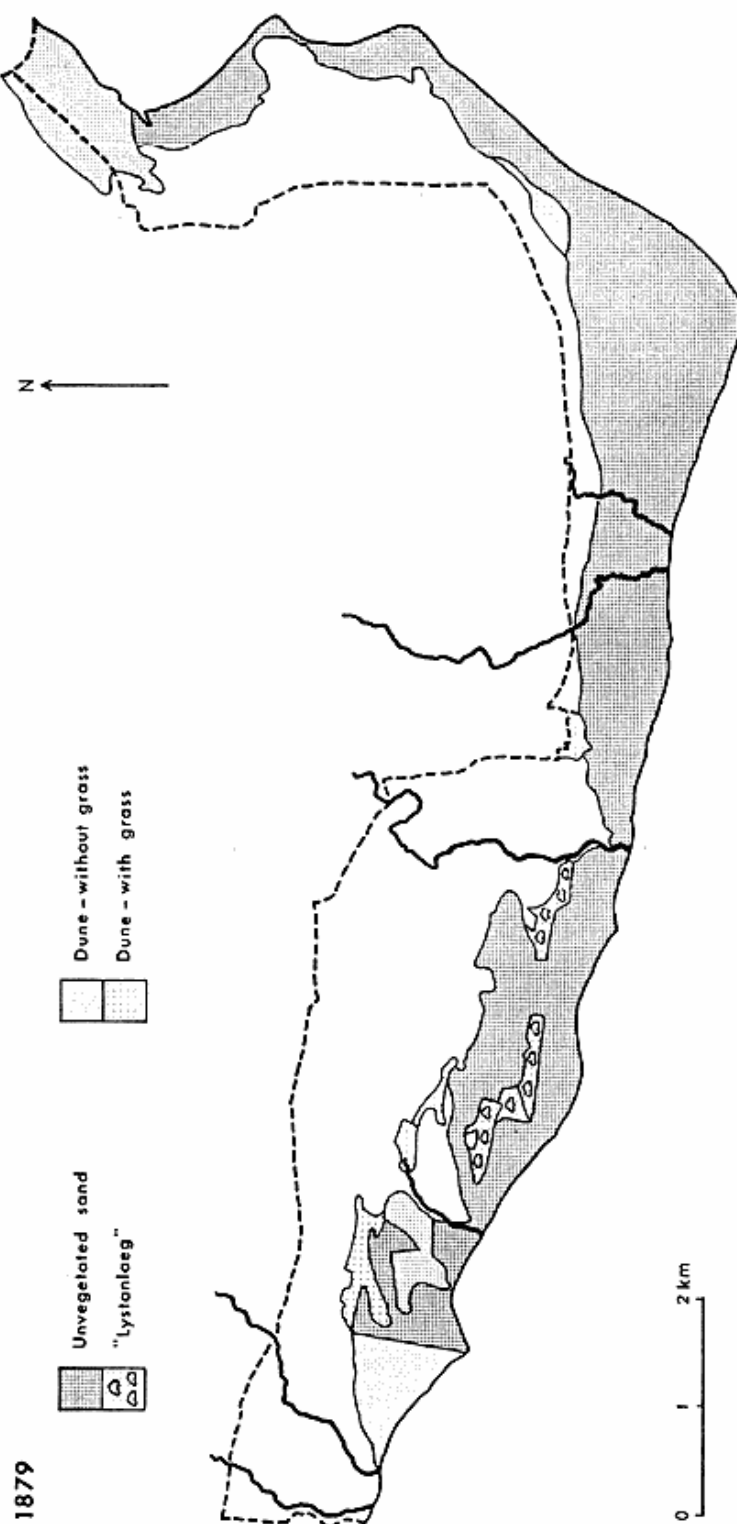 1879
Unvegetated sand
"Lystanlaeg"
Dune – without grass
Dune – with grass
N
0 1 2 km